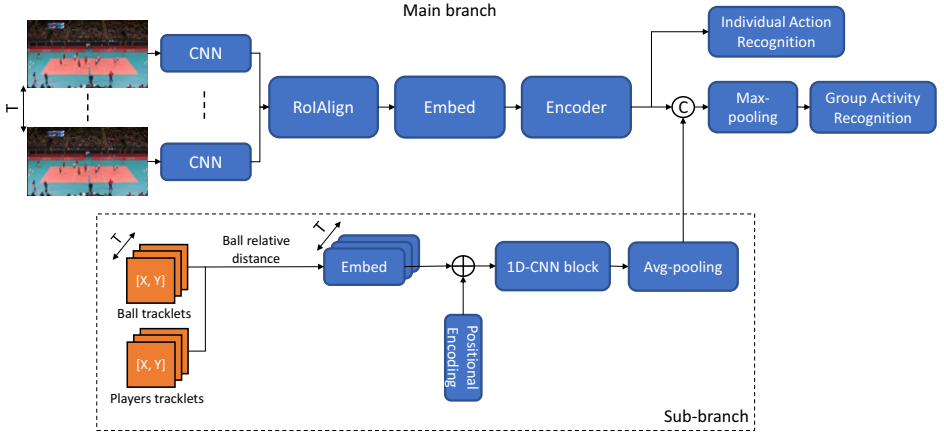 Main branch
T
CNN
CNN
RoIAlign
Embed
Encoder
Individual Action
Recognition
C
Max-
pooling
Group Activity
Recognition
T
[X, Y]
Ball tracklets
[X, Y]
Players tracklets
Ball relative
distance
T
Embed
Positional
Encoding
1D-CNN block
Avg-pooling
Sub-branch